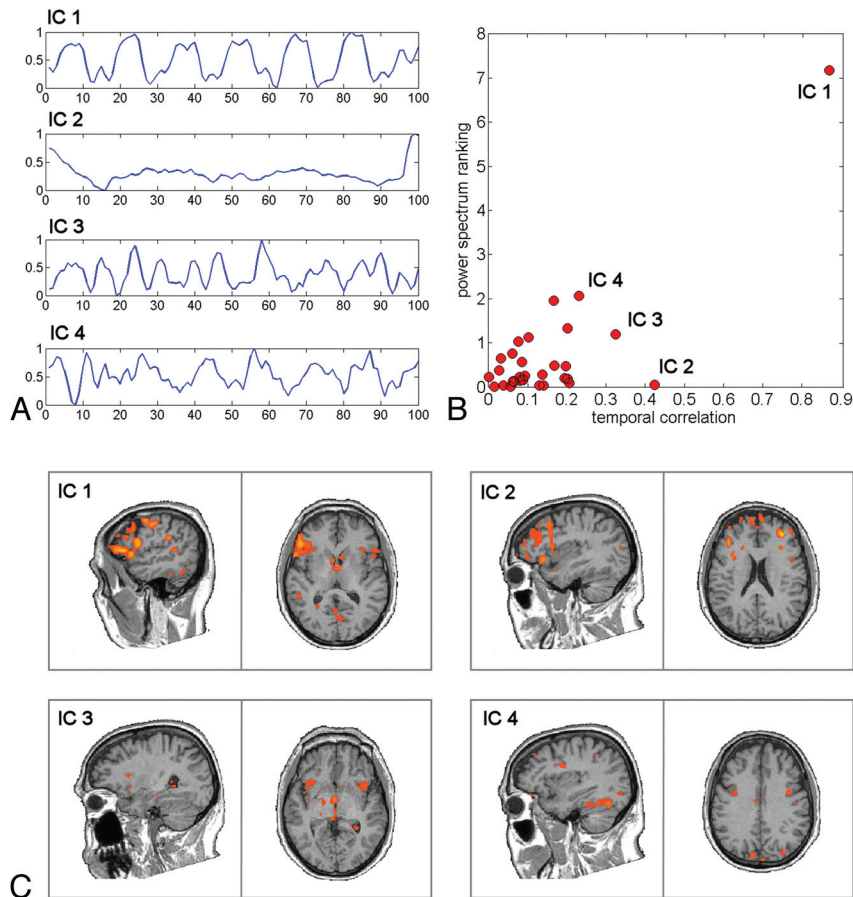 IC 1
1
0.5
0
0 10 20 30 40 50 60 70 80 90 100
IC 2
1
0.5
0
0 10 20 30 40 50 60 70 80 90 100
IC 3
1
0.5
0
0 10 20 30 40 50 60 70 80 90 100
IC 4
1
0.5
0
0 10 20 30 40 50 60 70 80 90 100
A
power spectrum ranking
8
7
6
5
4
3
2
1
0
IC 1
IC 4
IC 3
IC 2
0 0.1 0.2 0.3 0.4 0.5 0.6 0.7 0.8 0.9
temporal correlation
B
IC 1
IC 2
IC 3
IC 4
C